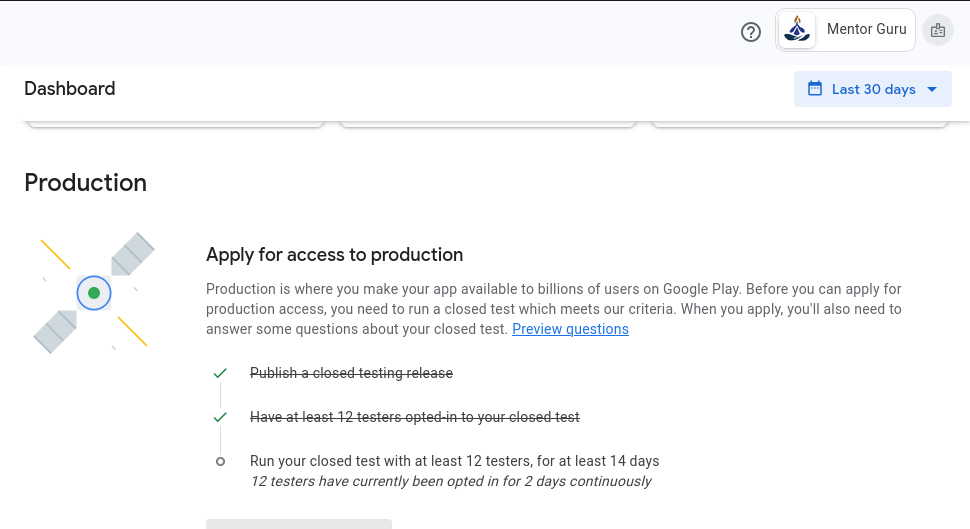 Mentor Guru
Dashboard
Last 30 days
Production
Apply for access to production
Production is where you make your app available to billions of users on Google Play. Before you can apply for
production access, you need to run a closed test which meets our criteria. When you apply, you'll also need to
answer some questions about your closed test. Preview questions
Publish a closed testing release
Have at least 12 testers opted-in to your closed test
Run your closed test with at least 12 testers, for at least 14 days
12 testers have currently been opted in for 2 days continuously